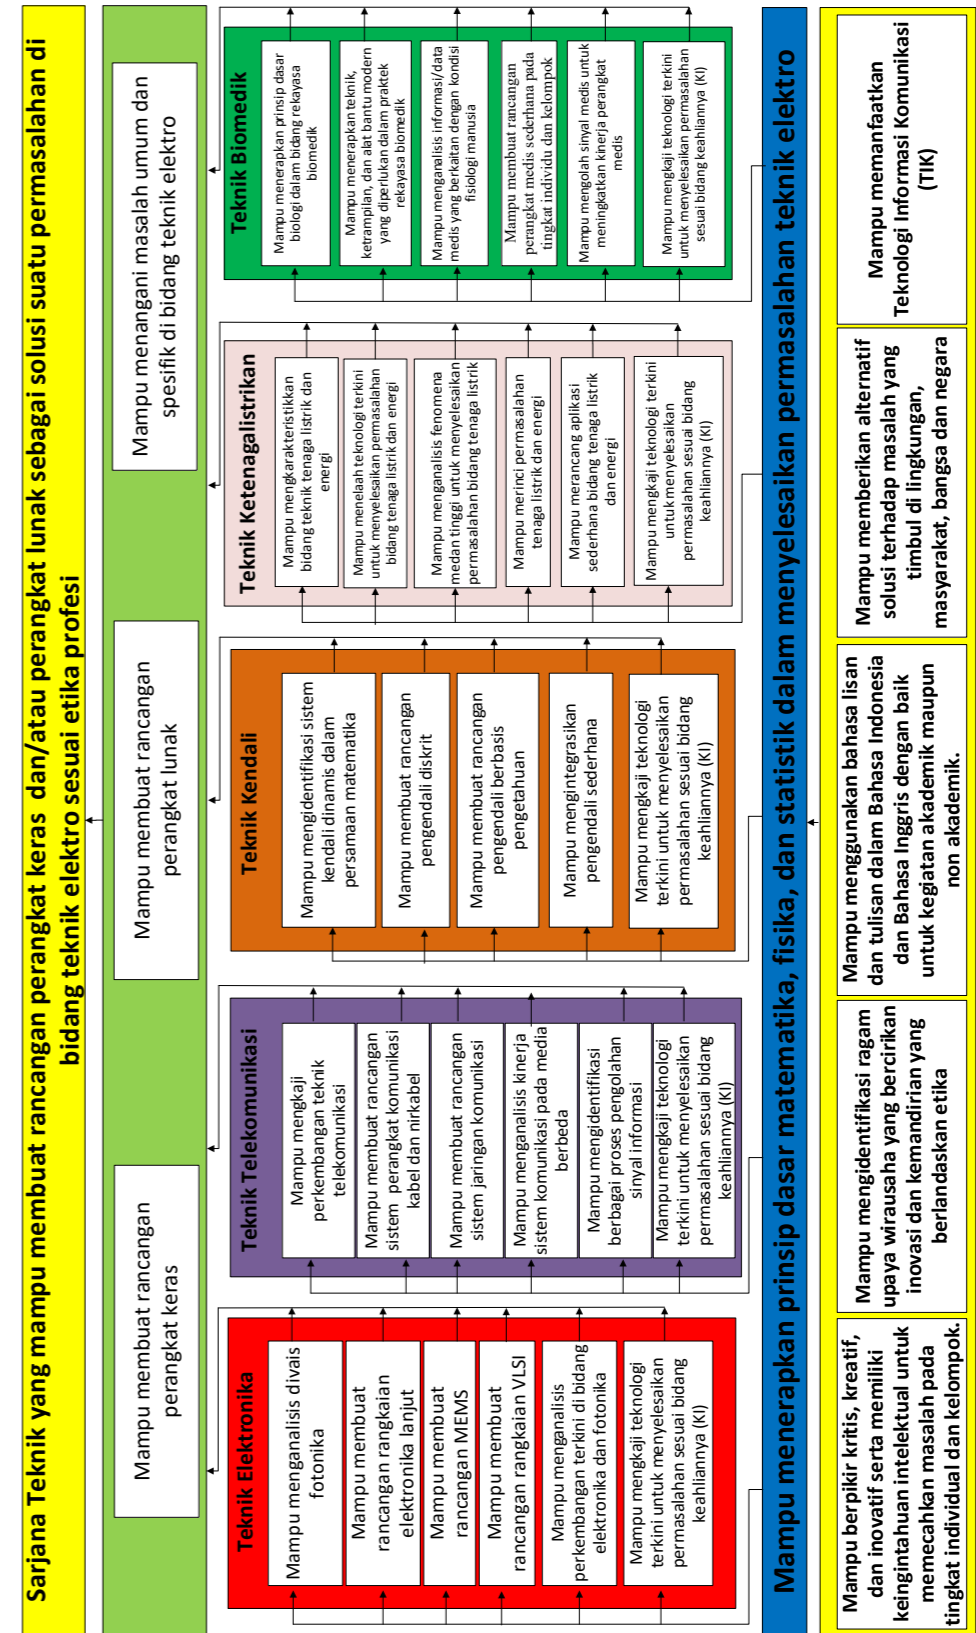 Sarjana Teknik yang mampu membuat rancangan perangkat keras dan/atau perangkat lunak sebagai solusi suatu permasalahan di
bidang teknik elektro sesuai etika profesi
Mampu membuat rancangan
perangkat keras
Mampu membuat rancangan
perangkat lunak
Mampu menangani masalah umum dan
spesifik di bidang teknik elektro
Teknik Elektronika
Mampu menganalisis divais
fotonika
Mampu membuat
rancangan rangkaian
elektronika lanjut
Mampu membuat
rancangan MEMS
Mampu membuat
rancangan rangkaian VLSI
Mampu menganalisis
perkembangan terkini di bidang
elektronika dan fotonika
Mampu mengkaji teknologi
terkini untuk menyelesaikan
permasalahan sesuai bidang
keahliannya (KI)
Teknik Telekomunikasi
Mampu mengkaji
perkembangan teknik
telekomunikasi
Mampu membuat rancangan
sistem perangkat komunikasi
kabel dan nirkabel
Mampu membuat rancangan
sistem jaringan komunikasi
Mampu menganalisis kinerja
sistem komunikasi pada media
berbeda
Mampu mengidentifikasi
berbagai proses pengolahan
sinyal informasi
Mampu mengkaji teknologi
terkini untuk menyelesaikan
permasalahan sesuai bidang
keahliannya (KI)
Teknik Kendali
Mampu mengidentifikasi sistem
kendali dinamis dalam
persamaan matematika
Mampu membuat rancangan
pengendali diskrit
Mampu membuat rancangan
pengendali berbasis
pengetahuan
Mampu mengintegrasikan
pengendali sederhana
Mampu mengkaji teknologi
terkini untuk menyelesaikan
permasalahan sesuai bidang
keahliannya (KI)
Teknik Ketenagalistrikan
Mampu mengkarakteristikkan
bidang teknik tenaga listrik dan
energi
Mampu menelaah teknologi terkini
untuk menyelesaikan permasalahan
bidang tenaga listrik dan energi
Mampu menganalisis fenomena
medan tinggi untuk menyelesaikan
permasalahan bidang tenaga listrik
Mampu merinci permasalahan
tenaga listrik dan energi
Mampu merancang aplikasi
sederhana bidang tenaga listrik
dan energi
Mampu mengkaji teknologi terkini
untuk menyelesaikan
permasalahan sesuai bidang
keahliannya (KI)
Teknik Biomedik
Mampu menerapkan prinsip dasar
biologi dalam bidang rekayasa
biomedik
Mampu menerapkan teknik,
ketrampilan, dan alat bantu modern
yang diperlukan dalam praktek
rekayasa biomedik
Mampu menganalisis informasi/data
medis yang berkaitan dengan kondisi
fisiologi manusia
Mampu membuat rancangan
perangkat medis sederhana pada
tingkat individu dan kelompok
Mampu mengolah sinyal medis untuk
meningkatkan kinerja perangkat
medis
Mampu mengkaji teknologi terkini
untuk menyelesaikan permasalahan
sesuai bidang keahliannya (KI)
Mampu menerapkan prinsip dasar matematika, fisika, dan statistik dalam menyelesaikan permasalahan teknik elektro
Mampu berpikir kritis, kreatif,
dan inovatif serta memiliki
keingintahuan intelektual untuk
memecahkan masalah pada
tingkat individual dan kelompok.
Mampu mengidentifikasi ragam
upaya wirausaha yang bercirikan
inovasi dan kemandirian yang
berlandaskan etika
Mampu menggunakan bahasa lisan
dan tulisan dalam Bahasa Indonesia
dan Bahasa Inggris dengan baik
untuk kegiatan akademik maupun
non akademik.
Mampu memberikan alternatif
solusi terhadap masalah yang
timbul di lingkungan,
masyarakat, bangsa dan negara
Mampu memanfaatkan
Teknologi Informasi Komunikasi
(TIK)